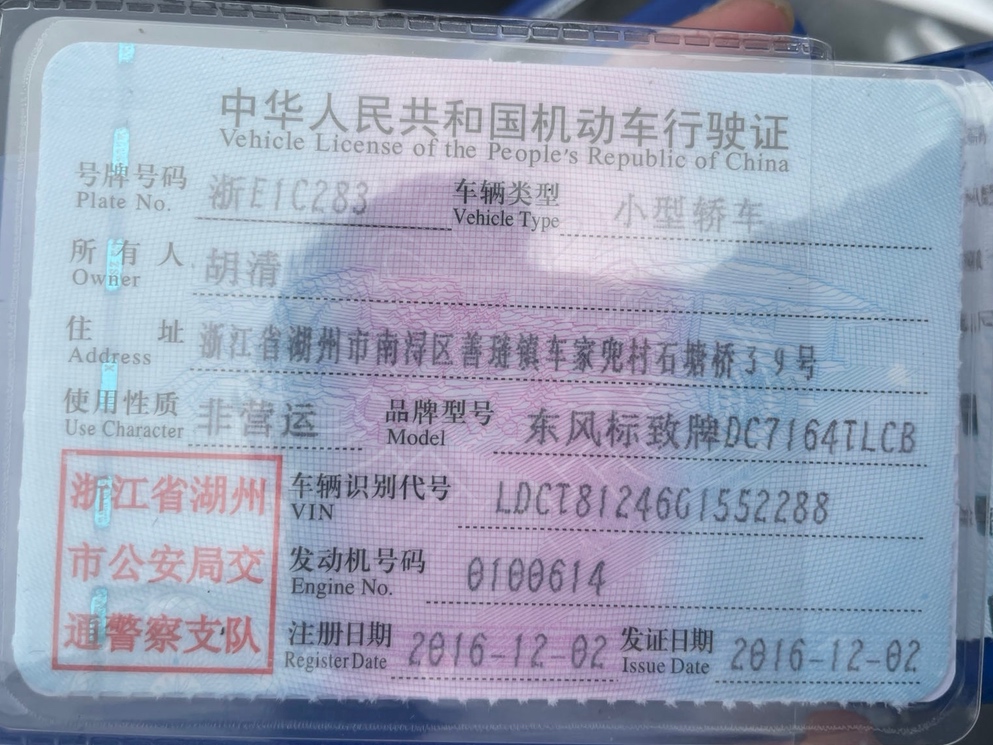 中华人民共和国机动车行驶证
Vehicle License of the People's Republic of China
号牌号码 浙E1C283 车辆类型 小型轿车
Plate No. Vehicle Type
所有人 胡清
Owner
住址 浙江省湖州市南浔区善琏镇车家兜村石塘桥39号
Address
使用性质 非营运 品牌型号 东风标致牌DC7164TLCB
Use Character Model
浙江省湖州
市公安局交
通警察支队
车辆识别代号 LDCT81246G1552288
VIN
发动机号码 0100614
Engine No.
注册日期 2016-12-02 发证日期 2016-12-02
Register Date Issue Date